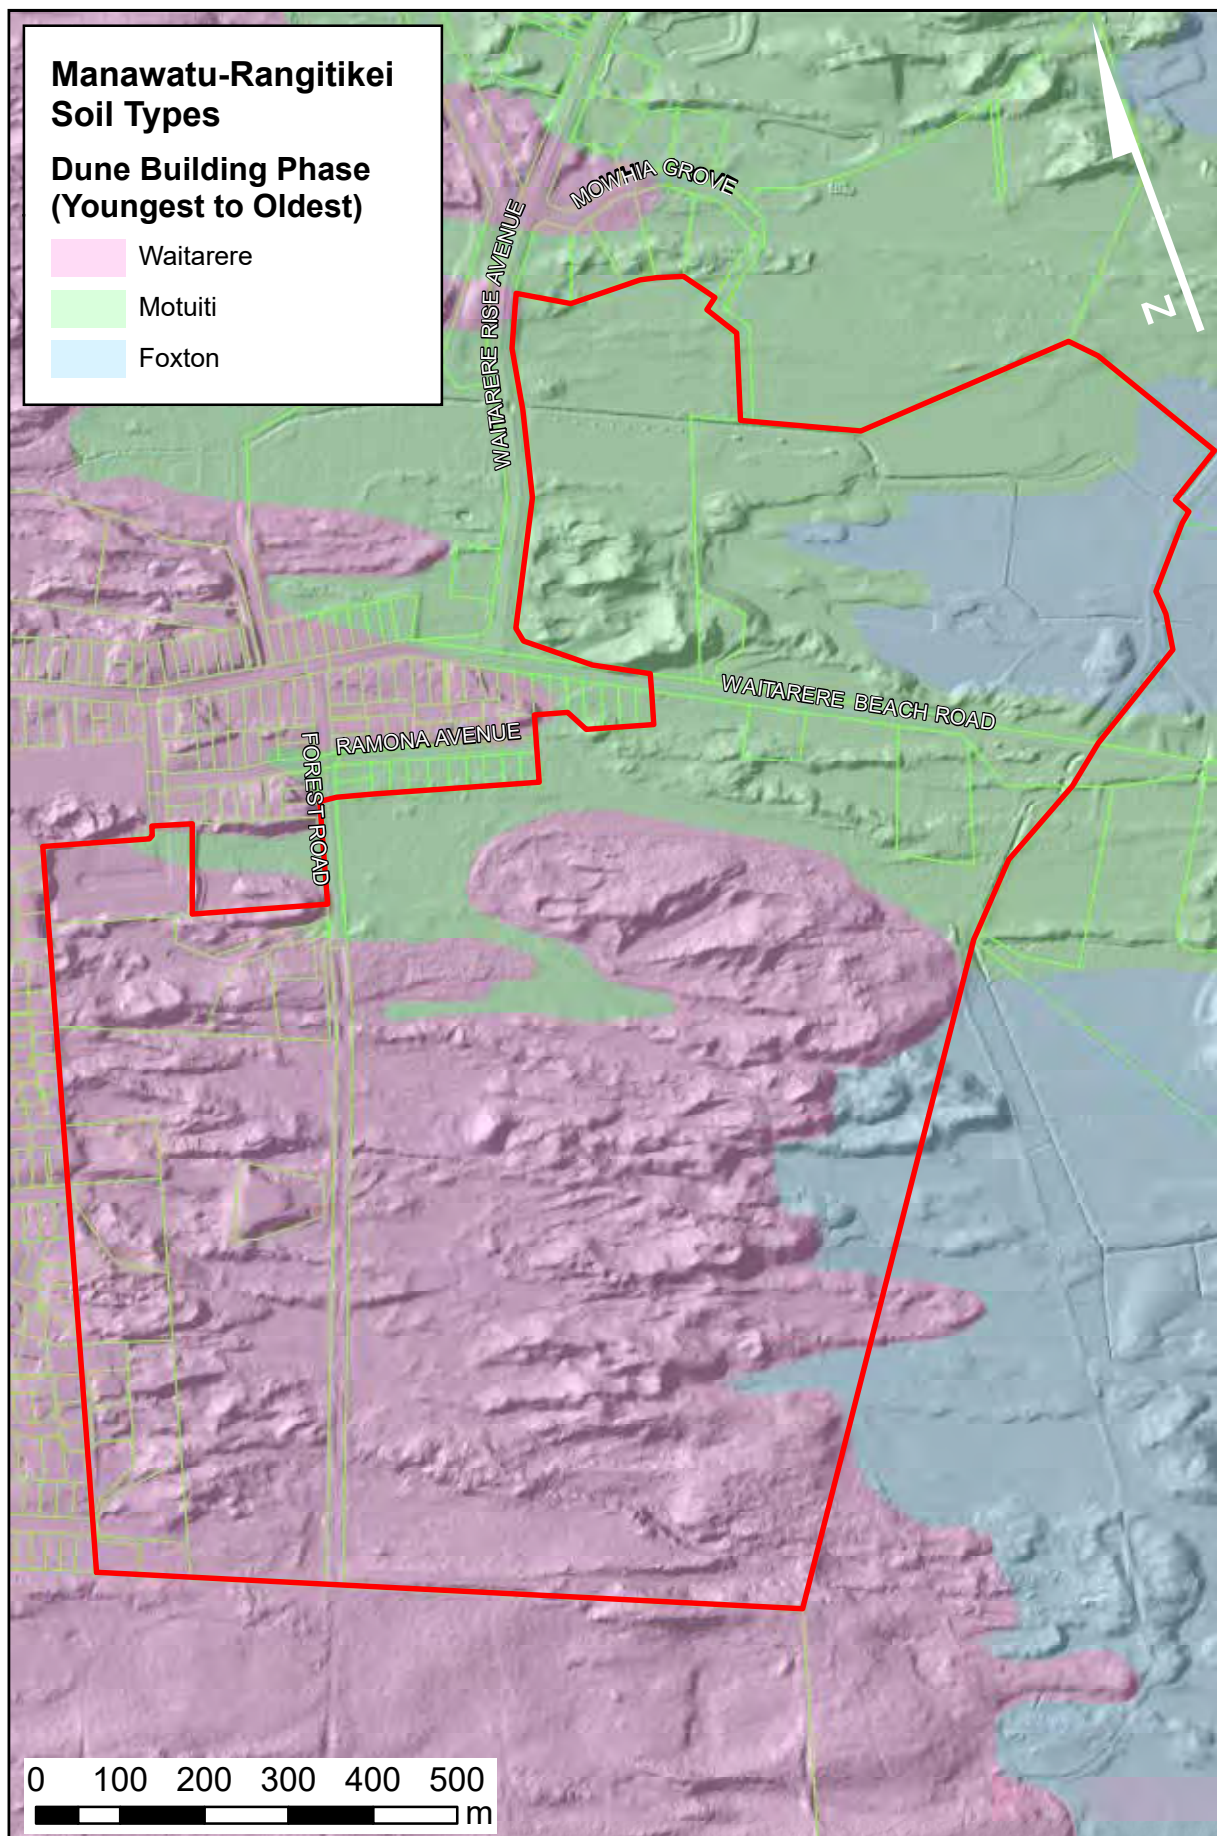 Manawatu-Rangitikei
Soil Types
Dune Building Phase
(Youngest to Oldest)
Waitarere
Motuiti
Foxton
MOWHIA GROVE
WAITARERE RISE AVENUE
N
WAITARERE BEACH ROAD
RAMONA AVENUE
FOREST ROAD
0 100 200 300 400 500
m